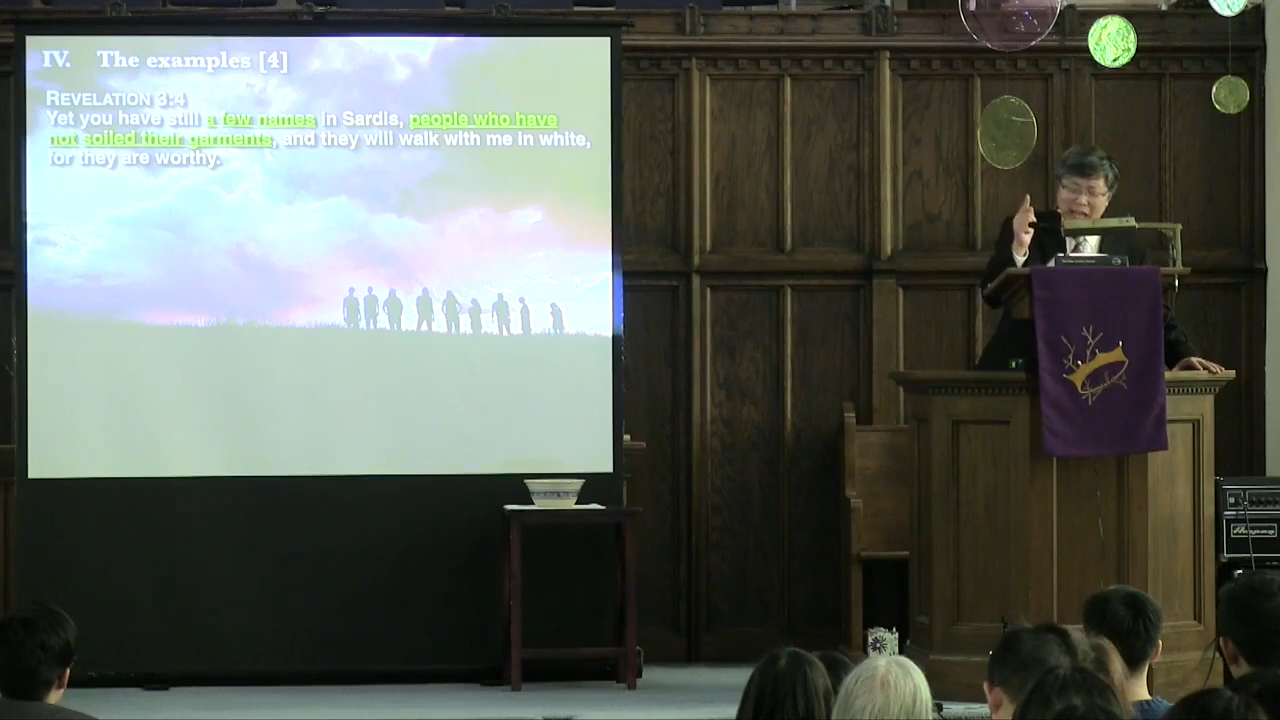 IV. The examples [4]
REVELATION 3:4
Yet you have still a few names in Sardis, people who have
not soiled their garments, and they will walk with me in white,
for they are worthy.